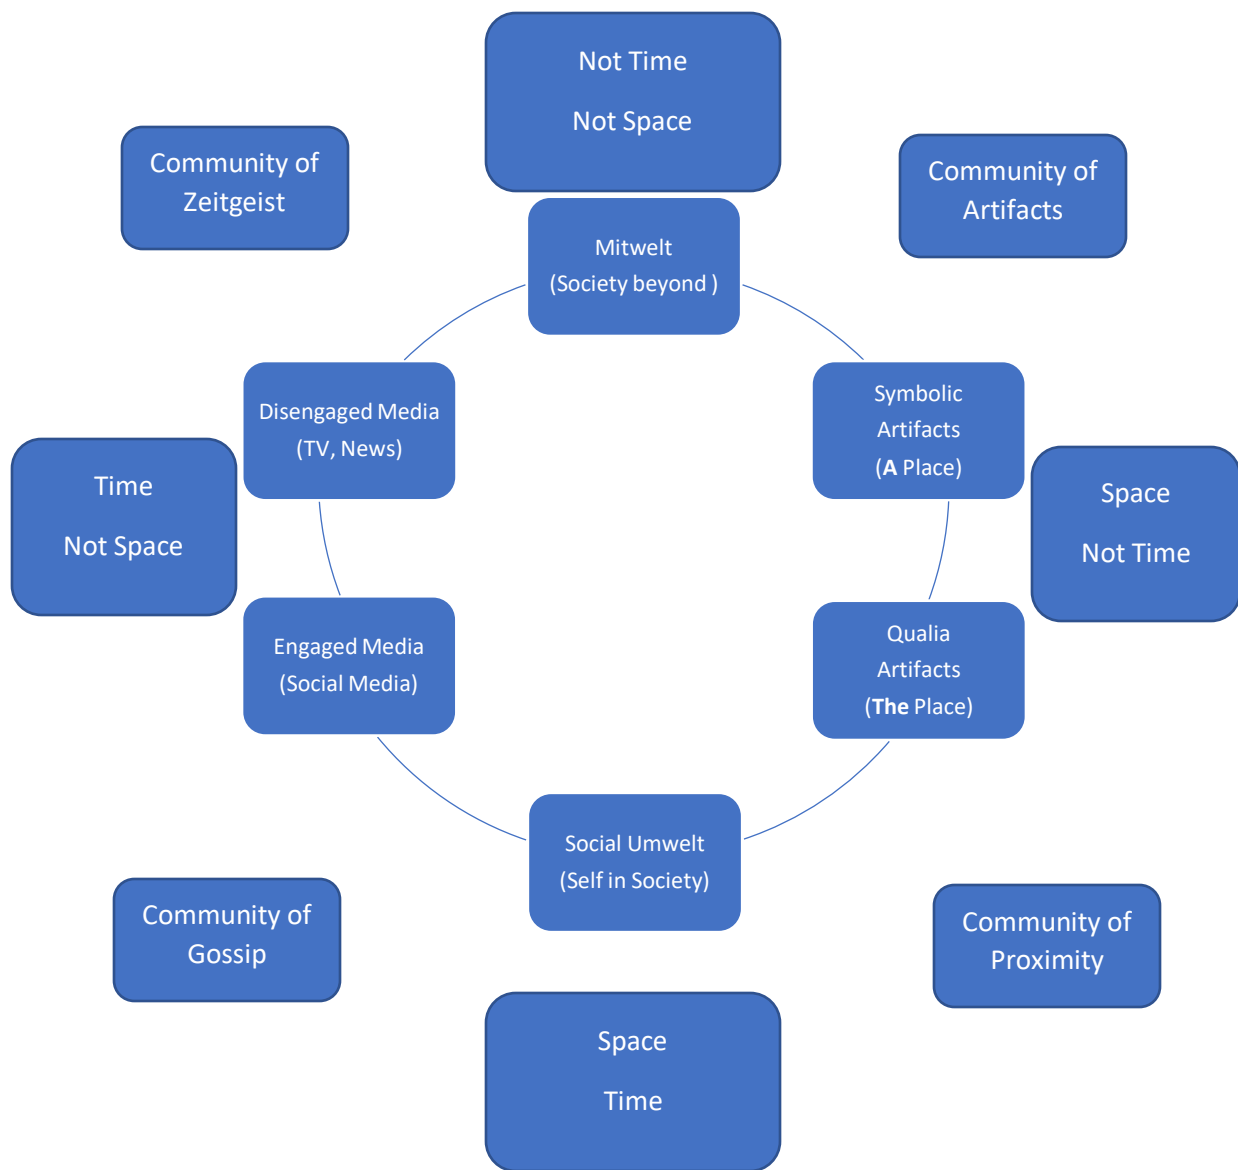 Not Time
Not Space
Community of
Zeitgeist
Community of
Artifacts
Mitwelt
(Society beyond )
Disengaged Media
(TV, News)
Symbolic
Artifacts
(A Place)
Time
Not Space
Space
Not Time
Engaged Media
(Social Media)
Qualia
Artifacts
(The Place)
Social Umwelt
(Self in Society)
Community of
Gossip
Community of
Proximity
Space
Time